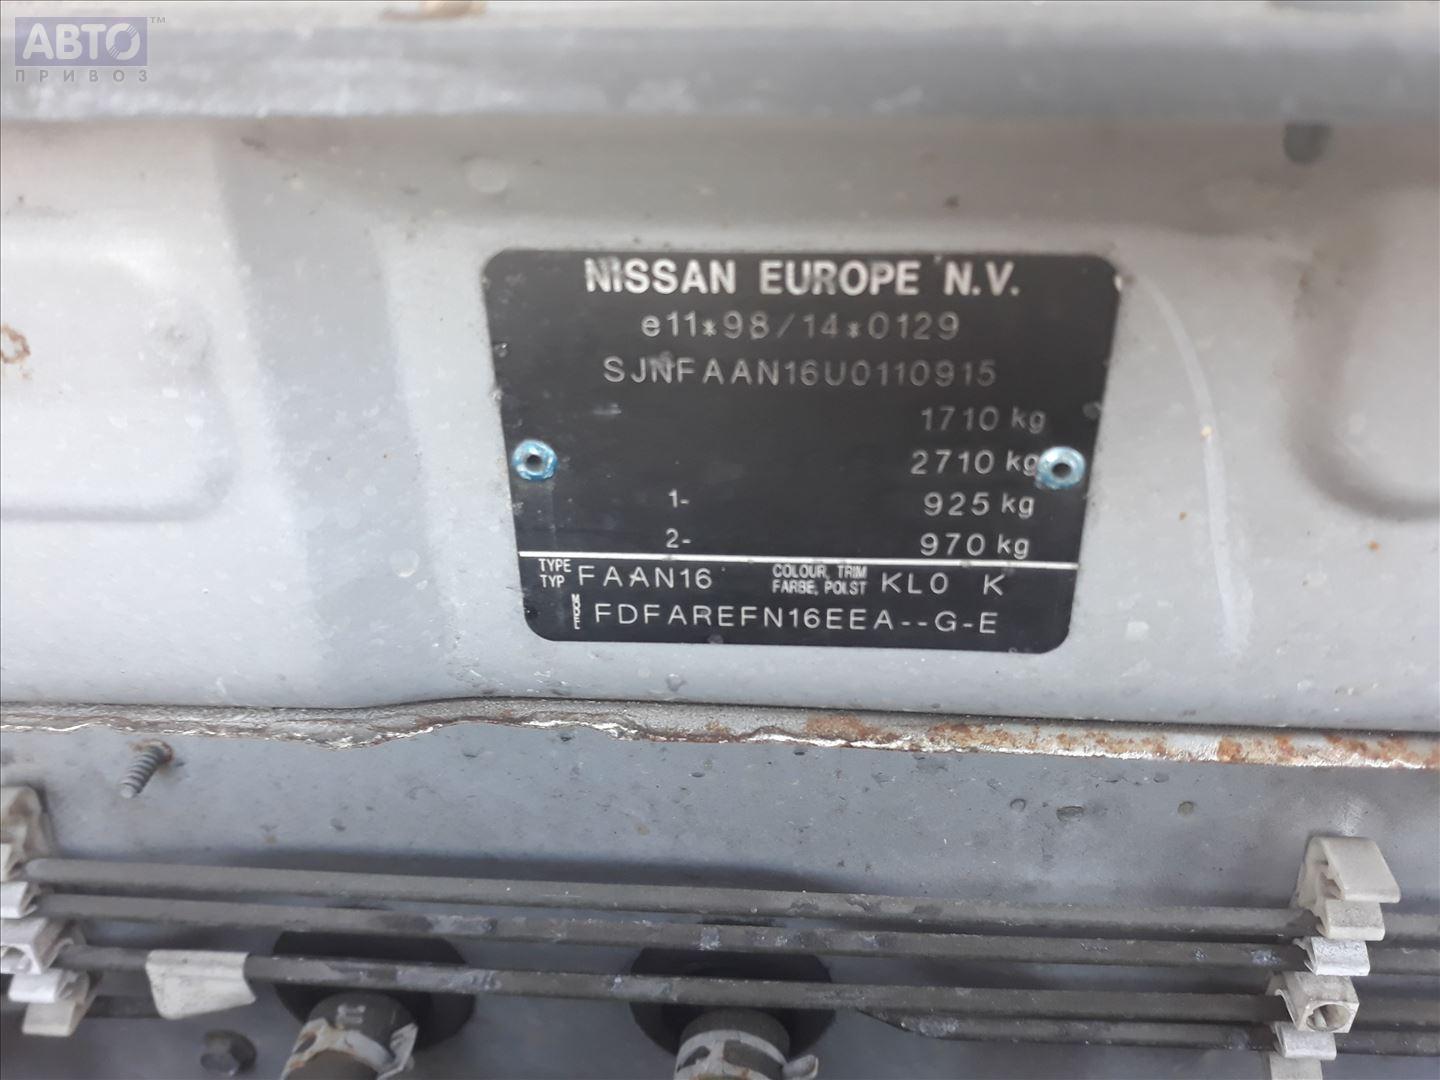 АВТО™
ПРИВОЗ
NISSAN EUROPE N.V.
e11*98/14*0129
SJNFAAN16U0110915
1710 kg
2710 kg
1- 925 kg
2- 970 kg
TYPE TYP FAAN16 COLOUR, TRIM FARBE, POLST KL0 K
MODEL FDFAREFN16EEA--G-E